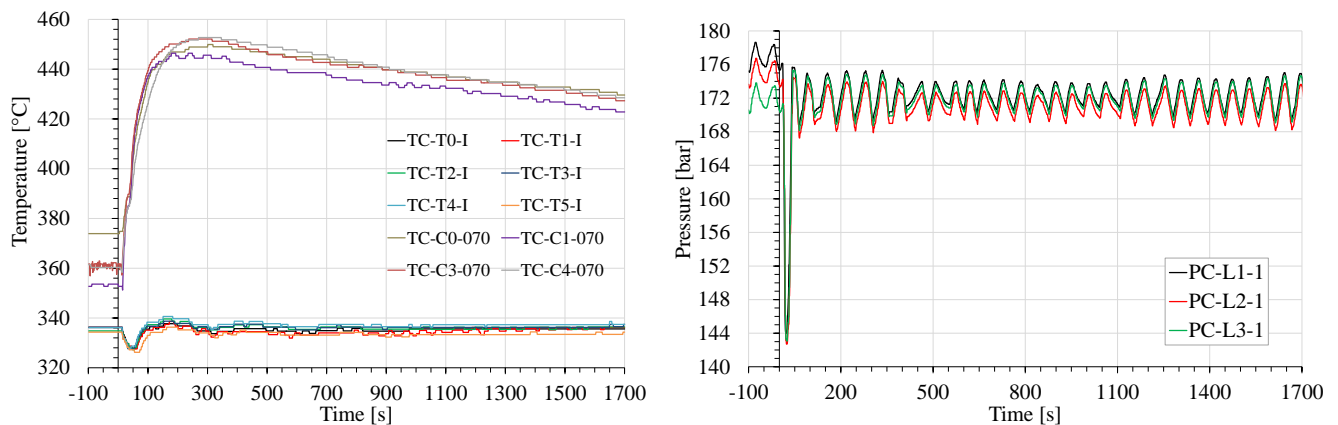 460
440
420
400
380
360
340
320
Temperature [°C]
TC-T0-I TC-T1-I
TC-T2-I TC-T3-I
TC-T4-I TC-T5-I
TC-C0-070 TC-C1-070
TC-C3-070 TC-C4-070
-100 100 300 500 700 900 1100 1300 1500 1700
Time [s]
180
176
172
168
164
160
156
152
148
144
140
Pressure [bar]
PC-L1-1
PC-L2-1
PC-L3-1
-100 200 500 800 1100 1400 1700
Time [s]